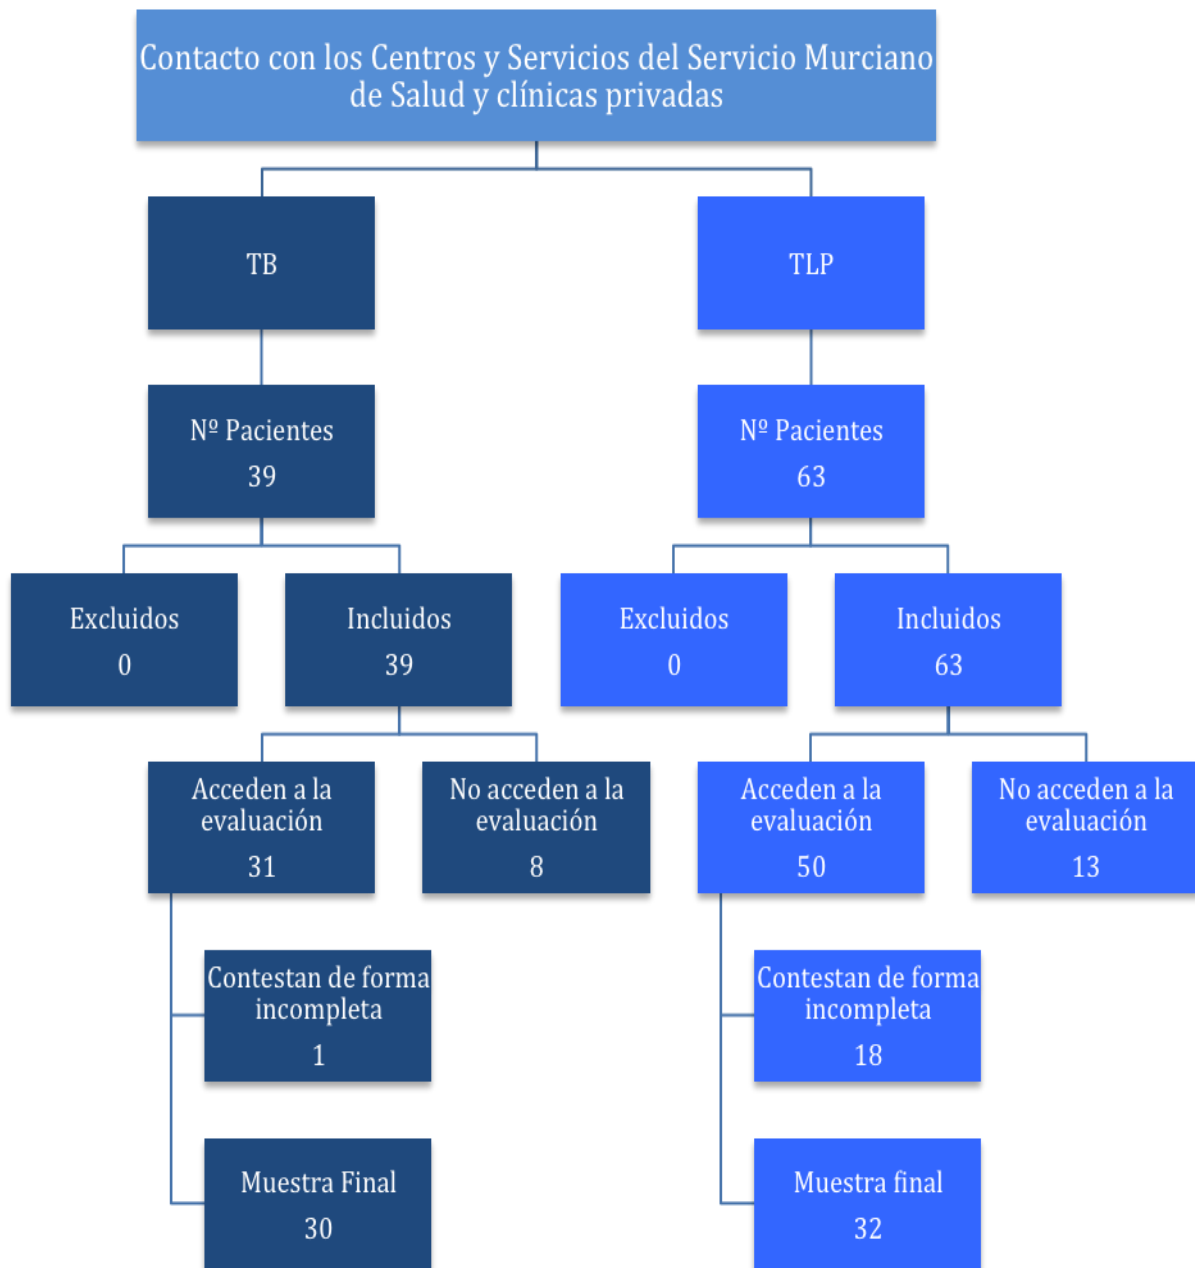 Contacto con los Centros y Servicios del Servicio Murciano
de Salud y clínicas privadas
TB
TLP
Nº Pacientes
39
Nº Pacientes
63
Excluidos
0
Incluidos
39
Excluidos
0
Incluidos
63
Acceden a la
evaluación
31
No acceden a la
evaluación
8
Acceden a la
evaluación
50
No acceden a la
evaluación
13
Contestan de forma
incompleta
1
Contestan de forma
incompleta
18
Muestra Final
30
Muestra final
32